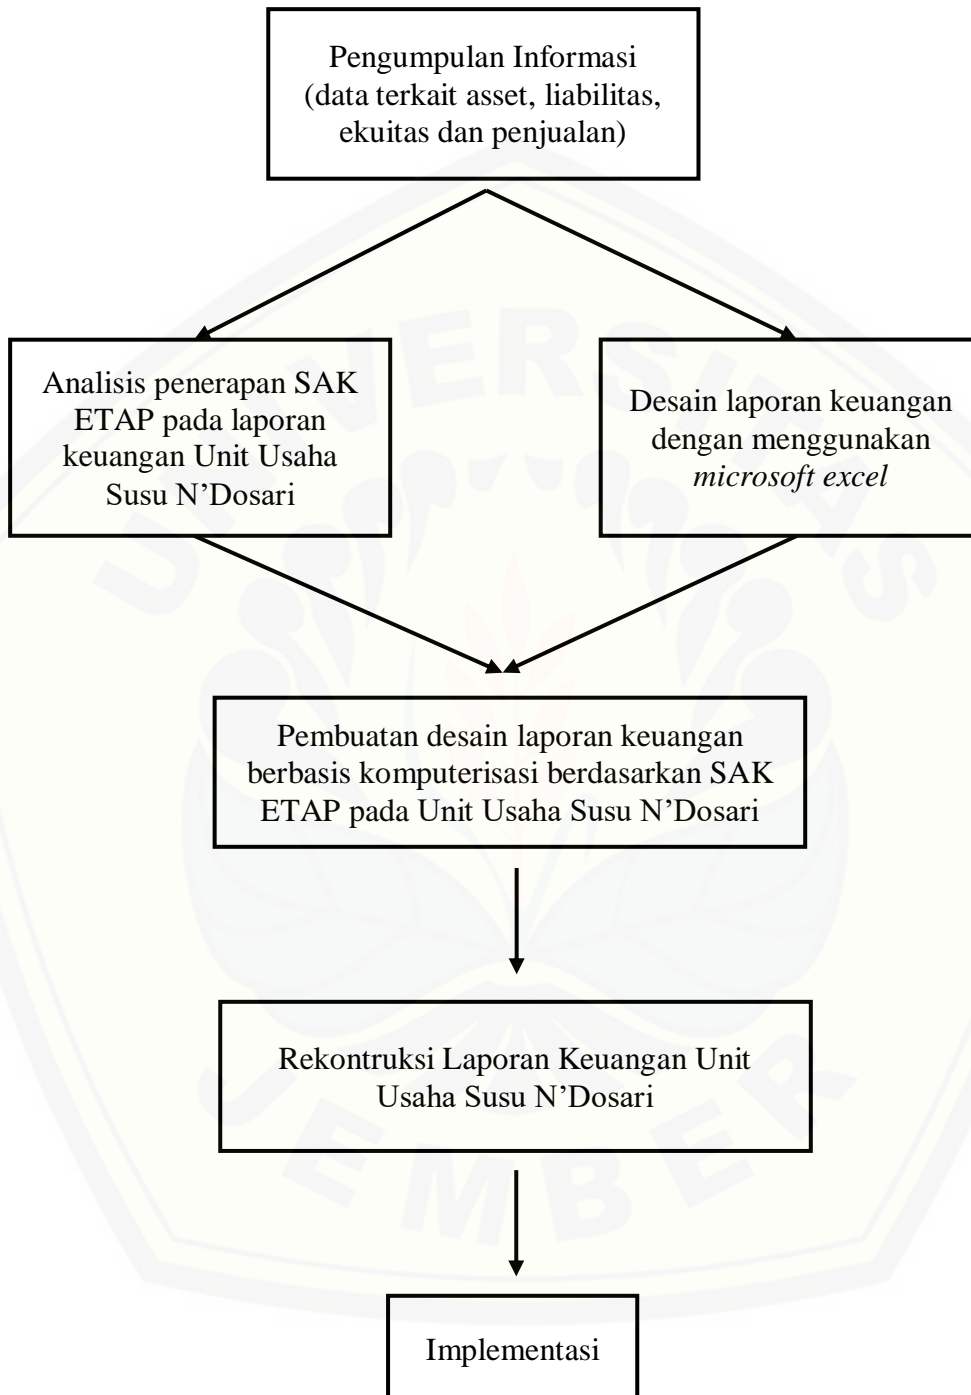 Pengumpulan Informasi
(data terkait asset, liabilitas,
ekuitas dan penjualan)
Analisis penerapan SAK
ETAP pada laporan
keuangan Unit Usaha
Susu N’Dosari
Desain laporan keuangan
dengan menggunakan
microsoft excel
Pembuatan desain laporan keuangan
berbasis komputerisasi berdasarkan SAK
ETAP pada Unit Usaha Susu N’Dosari
Rekontruksi Laporan Keuangan Unit
Usaha Susu N’Dosari
Implementasi
UNIVERSITAS
JEMBER